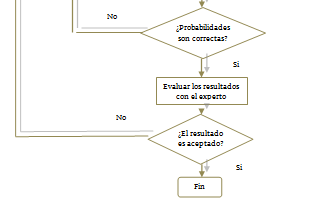 No
¿Probabilidades
son correctas?
Si
Evaluar los resultados
con el experto
No
¿El resultado
es aceptado?
Si
Fin